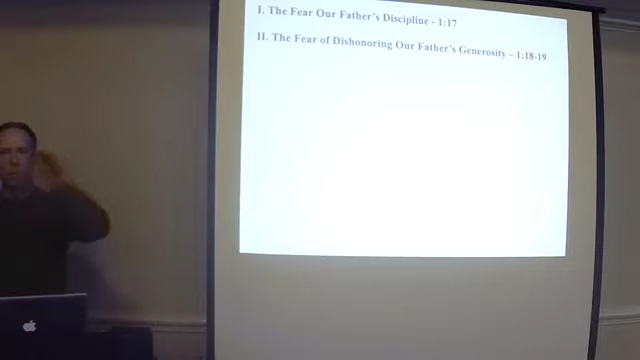 I. The Fear Our Father's Discipline - 1:17
II. The Fear of Dishonoring Our Father's Generosity – 1:18-19